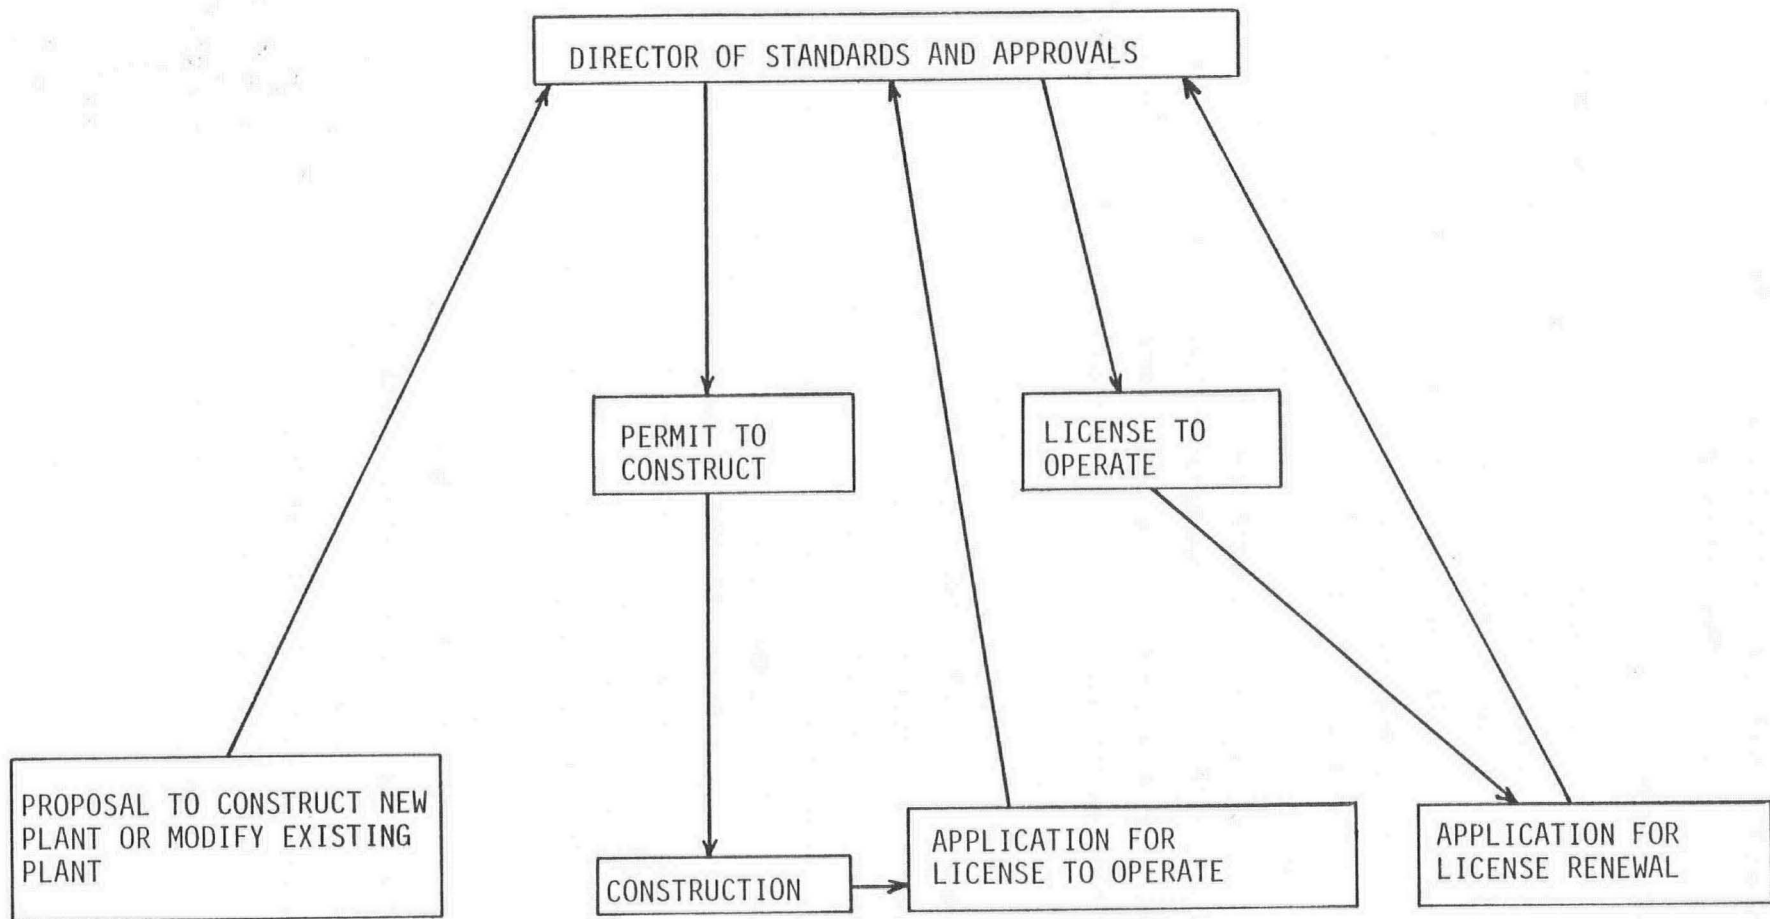 DIRECTOR OF STANDARDS AND APPROVALS
PERMIT TO
CONSTRUCT
LICENSE TO
OPERATE
PROPOSAL TO CONSTRUCT NEW
PLANT OR MODIFY EXISTING
PLANT
CONSTRUCTION
APPLICATION FOR
LICENSE TO OPERATE
APPLICATION FOR
LICENSE RENEWAL